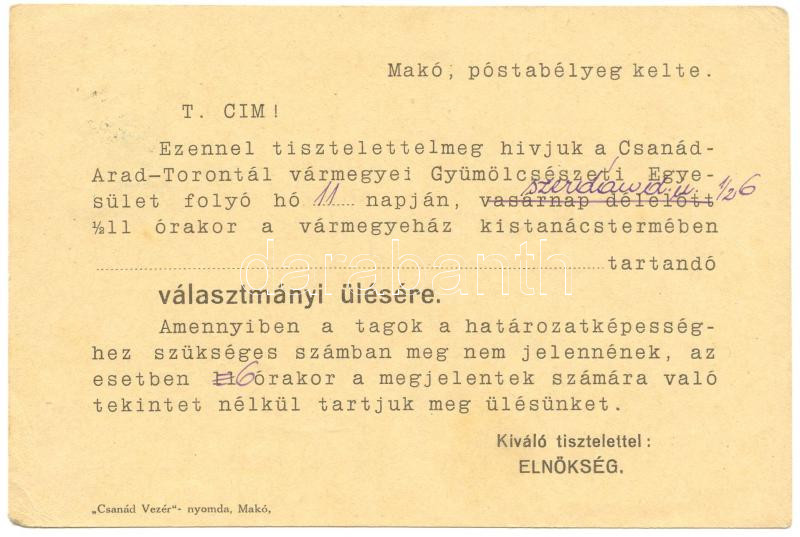 Makó, póstabélyeg kelte.
T. CIM!
Ezennel tisztelettelmeg hivjuk a Csanád-
Arad-Torontál vármegyei Gyümölcsészeti Egye-
szerdán d.u. ½6
sület folyó hó 11 napján, vasárnap délelőtt
½11 órakor a vármegyeház kistanácstermében
tartandó
darabanth
választmányi ülésére.
Amennyiben a tagok a határozatképesség-
hez szükséges számban meg nem jelennének, az
esetben 11 6 órakor a megjelentek számára való
tekintet nélkül tartjuk meg ülésünket.
Kiváló tisztelettel:
ELNÖKSÉG.
„Csanád Vezér"- nyomda, Makó,